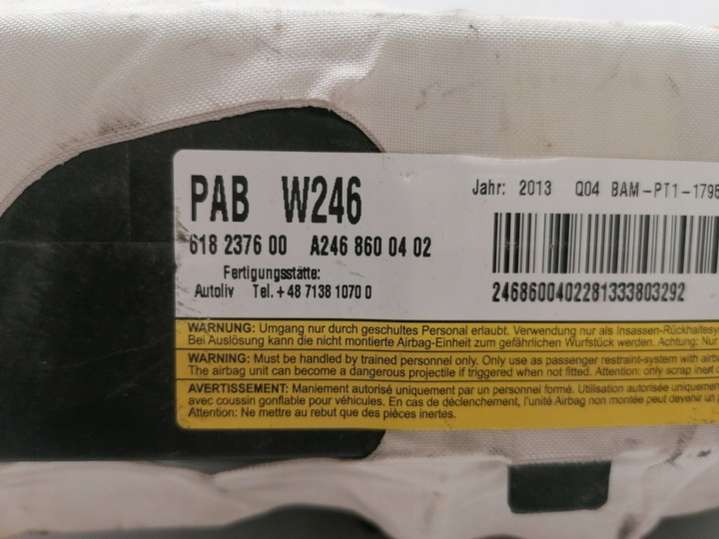 PAB W246
Jahr: 2013 Q04 BAM-PT1-1796
618 2376 00 A246 860 04 02
Fertigungsstätte:
Autoliv Tel. +48 71381070 0
2468600402281333803292
WARNUNG: Umgang nur durch geschultes Personal erlaubt. Verwendung nur als Insassen-Rückhaltesy
Bei Auslösung kann die nicht montierte Airbag-Einheit zum gefährlichen Wurfstück werden. Achtung: Nur
WARNING: Must be handled by trained personnel only. Only use as passenger restraint-system with airb
The airbag unit can become a dangerous projectile if triggered when not fitted. Attention: only scrap inert
AVERTISSEMENT: Maniement autorisé uniquement par un personnel formé. Utilisation autorisée uniquemen
avec coussin gonflable pour véhicules. En cas de déclenchement, l'unité Airbag non montée peut devenir un
Attention: Ne mettre au rebut que des pièces inertes.